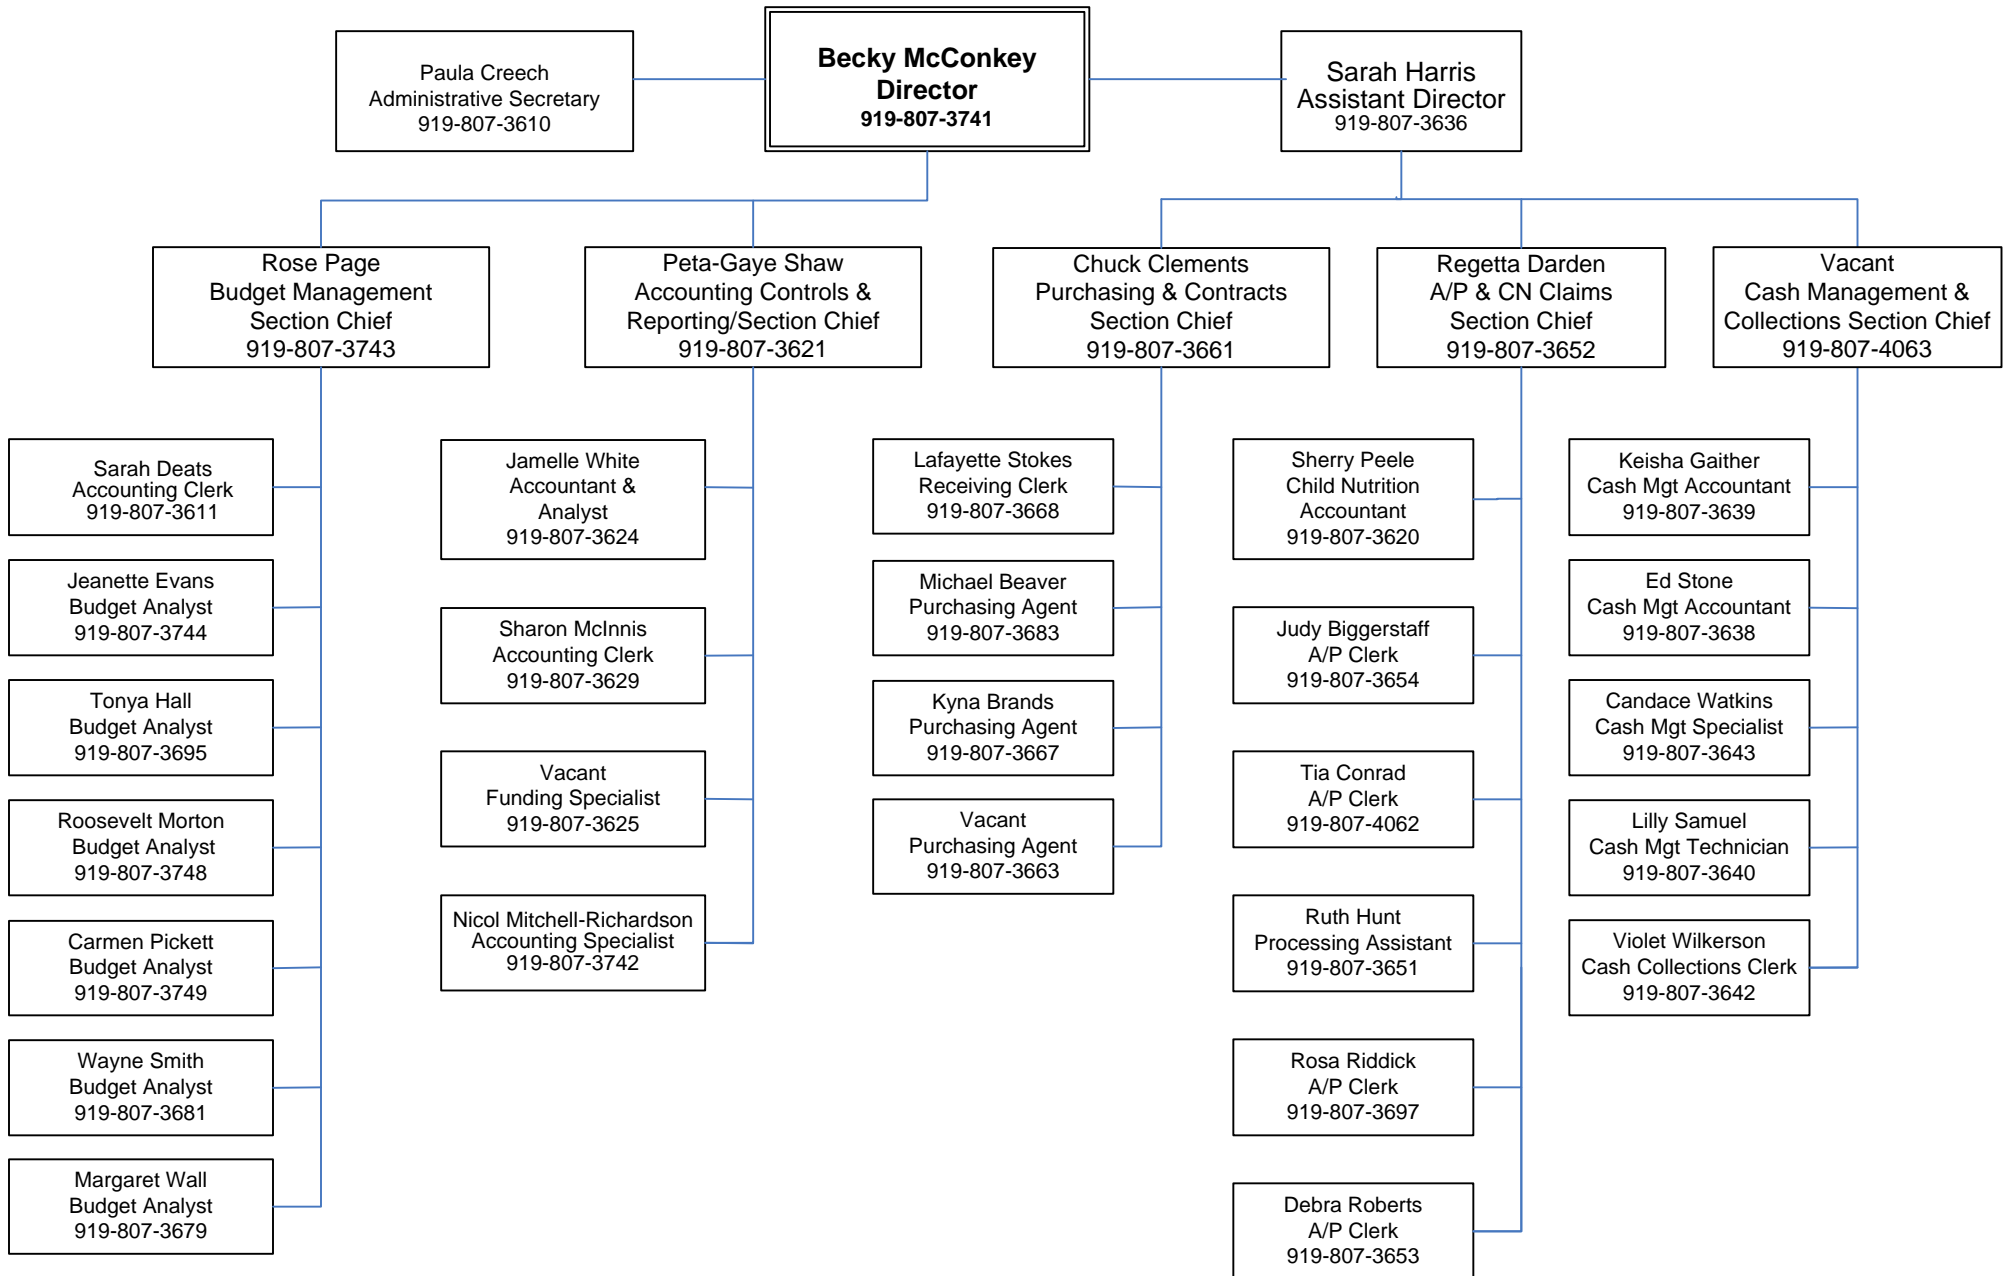 Paula Creech
Administrative Secretary
919-807-3610
Becky McConkey
Director
919-807-3741
Sarah Harris
Assistant Director
919-807-3636
Rose Page
Budget Management
Section Chief
919-807-3743
Peta-Gaye Shaw
Accounting Controls &
Reporting/Section Chief
919-807-3621
Chuck Clements
Purchasing & Contracts
Section Chief
919-807-3661
Regetta Darden
A/P & CN Claims
Section Chief
919-807-3652
Vacant
Cash Management &
Collections Section Chief
919-807-4063
Sarah Deats
Accounting Clerk
919-807-3611
Jeanette Evans
Budget Analyst
919-807-3744
Tonya Hall
Budget Analyst
919-807-3695
Roosevelt Morton
Budget Analyst
919-807-3748
Carmen Pickett
Budget Analyst
919-807-3749
Wayne Smith
Budget Analyst
919-807-3681
Margaret Wall
Budget Analyst
919-807-3679
Jamelle White
Accountant &
Analyst
919-807-3624
Sharon McInnis
Accounting Clerk
919-807-3629
Vacant
Funding Specialist
919-807-3625
Nicol Mitchell-Richardson
Accounting Specialist
919-807-3742
Lafayette Stokes
Receiving Clerk
919-807-3668
Michael Beaver
Purchasing Agent
919-807-3683
Kyna Brands
Purchasing Agent
919-807-3667
Vacant
Purchasing Agent
919-807-3663
Sherry Peele
Child Nutrition
Accountant
919-807-3620
Judy Biggerstaff
A/P Clerk
919-807-3654
Tia Conrad
A/P Clerk
919-807-4062
Ruth Hunt
Processing Assistant
919-807-3651
Rosa Riddick
A/P Clerk
919-807-3697
Debra Roberts
A/P Clerk
919-807-3653
Keisha Gaither
Cash Mgt Accountant
919-807-3639
Ed Stone
Cash Mgt Accountant
919-807-3638
Candace Watkins
Cash Mgt Specialist
919-807-3643
Lilly Samuel
Cash Mgt Technician
919-807-3640
Violet Wilkerson
Cash Collections Clerk
919-807-3642